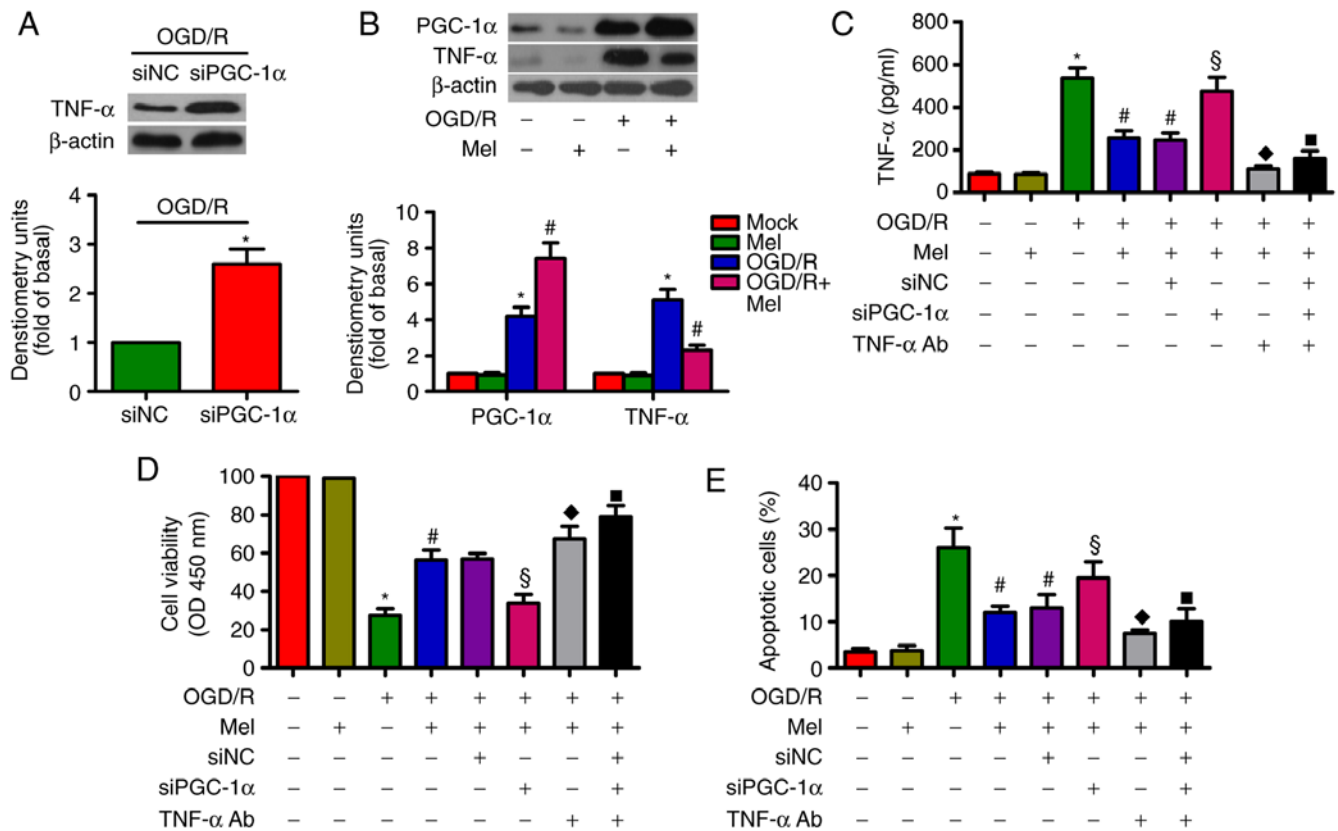 A
OGD/R
siNC siPGC-1α
TNF-α
β-actin
Denstiometry units
(fold of basal)
4
3
2
1
0
OGD/R
*
siNC siPGC-1α
B
PGC-1α
TNF-α
β-actin
OGD/R − − + +
Mel − + − +
Denstiometry units
(fold of basal)
10
8
6
4
2
0
* # * #
PGC-1α TNF-α
Mock
Mel
OGD/R
OGD/R+
Mel
C
TNF-α (pg/ml)
800
600
400
200
0
* # # § ◆ ■
OGD/R − − + + + + + +
Mel − + − + + + + +
siNC − − − − + − − +
siPGC-1α − − − − − + − +
TNF-α Ab − − − − − − + +
D
Cell viability
(OD 450 nm)
100
80
60
40
20
0
* # § ◆ ■
OGD/R − − + + + + + +
Mel − + − + + + + +
siNC − − − − + − − +
siPGC-1α − − − − − + − +
TNF-α Ab − − − − − − + +
E
Apoptotic cells (%)
40
30
20
10
0
* # # § ◆ ■
OGD/R − − + + + + + +
Mel − + − + + + + +
siNC − − − − + − − +
siPGC-1α − − − − − + − +
TNF-α Ab − − − − − − + +